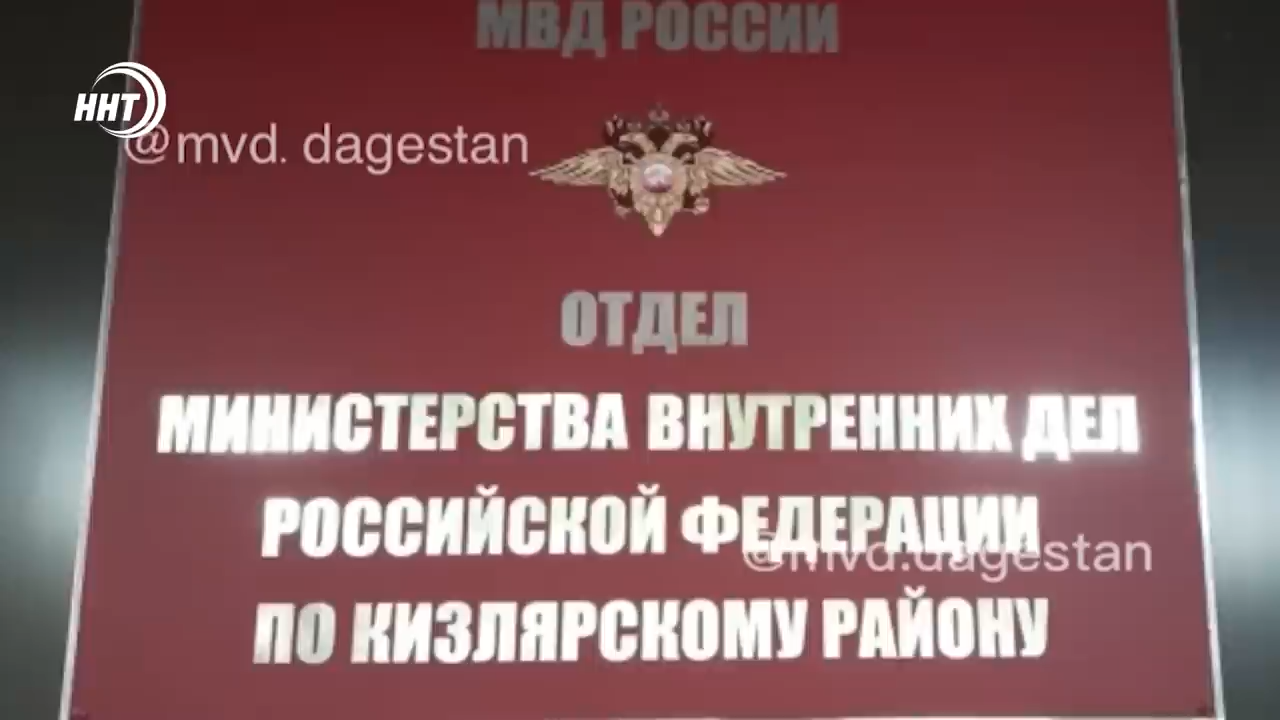 МВД РОССИИ
ННТ
@mvd. dagestan
ОТДЕЛ
МИНИСТЕРСТВА ВНУТРЕННИХ ДЕЛ
РОССИЙСКОЙ ФЕДЕРАЦИИ
@mvd.dagestan
ПО КИЗЛЯРСКОМУ РАЙОНУ